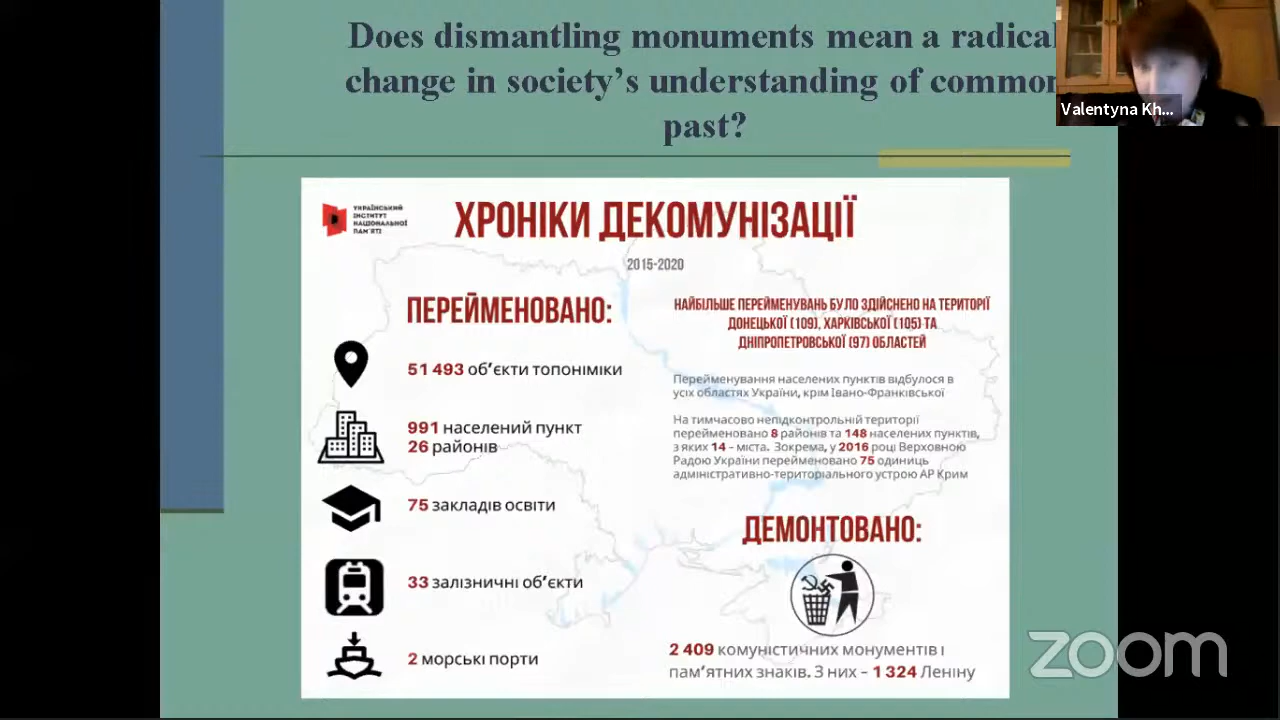 Does dismantling monuments mean a radical
change in society’s understanding of common
past?
Valentyna Kh...
УКРАЇНСЬКИЙ
ІНСТИТУТ
НАЦІОНАЛЬНОЇ
ПАМ'ЯТІ
ХРОНІКИ ДЕКОМУНІЗАЦІЇ
2015-2020
ПЕРЕЙМЕНОВАНО:
51 493 об’єкти топоніміки
991 населений пункт
26 районів
75 закладів освіти
33 залізничні об’єкти
2 морські порти
НАЙБІЛЬШЕ ПЕРЕЙМЕНУВАНЬ БУЛО ЗДІЙСНЕНО НА ТЕРИТОРІЇ
ДОНЕЦЬКОЇ (109), ХАРКІВСЬКОЇ (105) ТА
ДНІПРОПЕТРОВСЬКОЇ (97) ОБЛАСТЕЙ
Перейменування населених пунктів відбулося в
усіх областях України, крім Івано-Франківської
На тимчасово непідконтрольній території
перейменовано 8 районів та 148 населених пунктів,
з яких 14 – міста. Зокрема, у 2016 році Верховною
Радою України перейменовано 75 одиниць
адміністративно-територіального устрою АР Крим
ДЕМОНТОВАНО:
2 409 комуністичних монументів і
пам’ятних знаків. З них – 1 324 Леніну
zoom